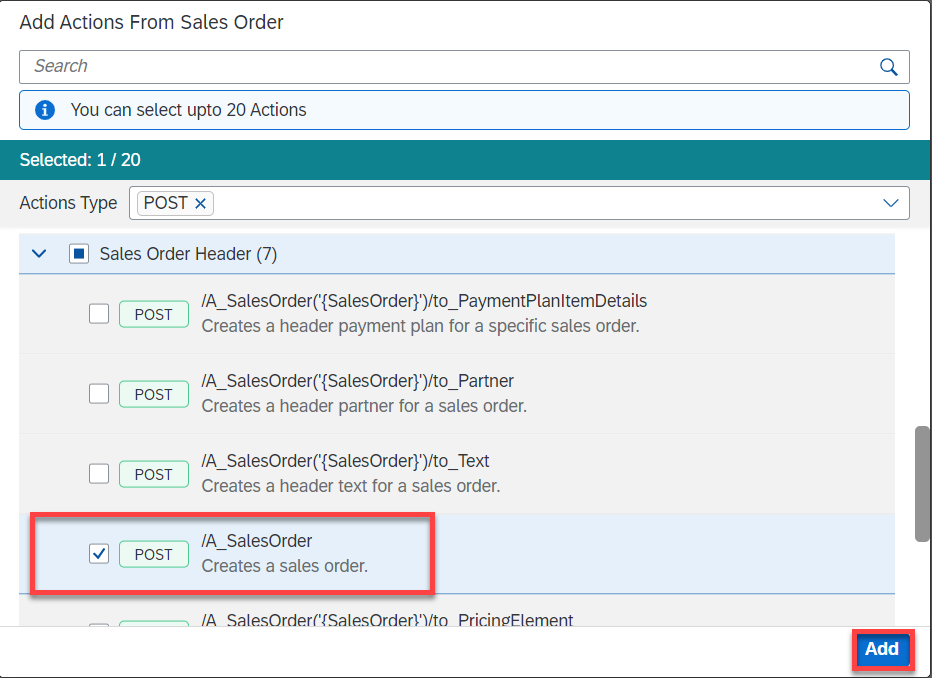 Add Actions From Sales Order
Search
You can select upto 20 Actions
Selected: 1 / 20
Actions Type POST
Sales Order Header (7)
/A_SalesOrder('{SalesOrder}')/to_PaymentPlanItemDetails
POST
Creates a header payment plan for a specific sales order.
/A_SalesOrder('{SalesOrder}')/to_Partner
POST
Creates a header partner for a sales order.
/A_SalesOrder('{SalesOrder}')/to_Text
POST
Creates a header text for a sales order.
/A_SalesOrder
POST
Creates a sales order.
/A_SalesOrder('{SalesOrder}')/to_PricingElement
Add